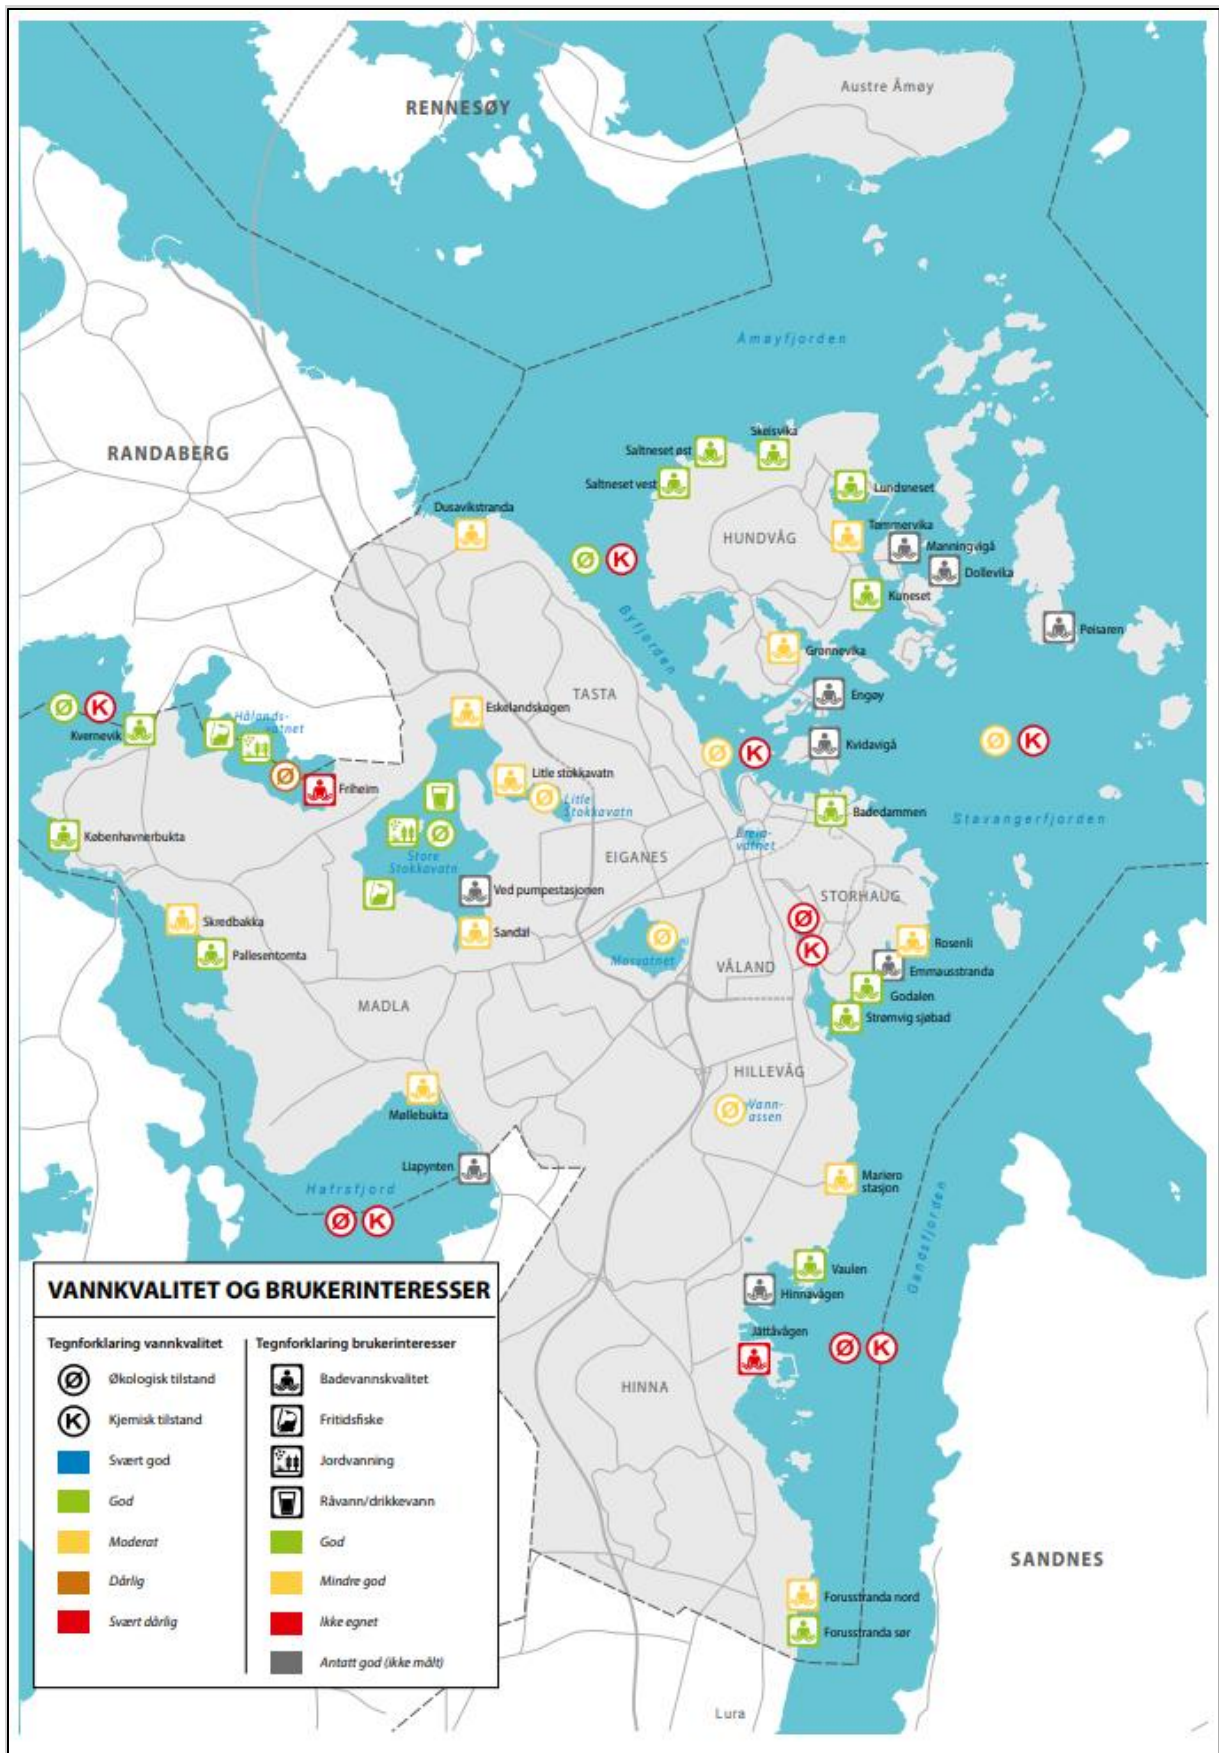 RENNESØY
Austre Åmøy
Åmøyfjorden
RANDABERG
Skeisvika
Saltneset øst
Saltneset vest
Lundsneset
Dusavikstranda
Tømmervika
HUNDVÅG
Manningvigå
Dollevika
Kuneset
Byfjorden
Peisaren
Grønnevika
TASTA
Engøy
Eskelandskogen
Hålands-
vatnet
Kvernevik
Kvidavigå
Litle stokkavatn
Friheim
Litle
Stokkavatn
Badedammen
Stavangerfjorden
Københavnerbukta
Breia-
vatnet
Store
Stokkavatn
EIGANES
Ved pumpestasjonen
STORHAUG
Skredbakka
Sandal
Rosenli
Pallesentomta
Mosvatnet
VÅLAND
Emmausstranda
Godalen
MADLA
Strømvig sjøbad
HILLEVÅG
Møllebukta
Vann-
assen
Liapynten
Mariero
stasjon
Hafrsfjord
Gandsfjorden
Vaulen
Hinnavågen
Jåttåvågen
HINNA
VANNKVALITET OG BRUKERINTERESSER
Tegnforklaring vannkvalitet
Ø Økologisk tilstand
K Kjemisk tilstand
Svært god
God
Moderat
Dårlig
Svært dårlig
Tegnforklaring brukerinteresser
Badevannskvalitet
Fritidsfiske
Jordvanning
Råvann/drikkevann
God
Mindre god
Ikke egnet
Antatt god (ikke målt)
SANDNES
Forusstranda nord
Forusstranda sør
Lura